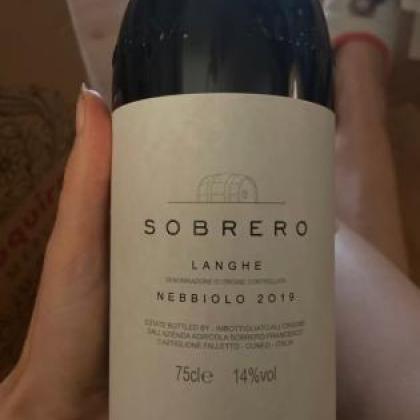 SOBRERO
LANGHE
DENOMINAZIONE DI ORIGINE CONTROLLATA
NEBBIOLO 2019
ESTATE BOTTLED BY - IMBOTTIGLIATO ALL'ORIGINE
DALL'AZIENDA AGRICOLA SOBRERO FRANCESCO
CASTIGLIONE FALLETTO - CUNEO - ITALIA
75cl℮ 14%vol